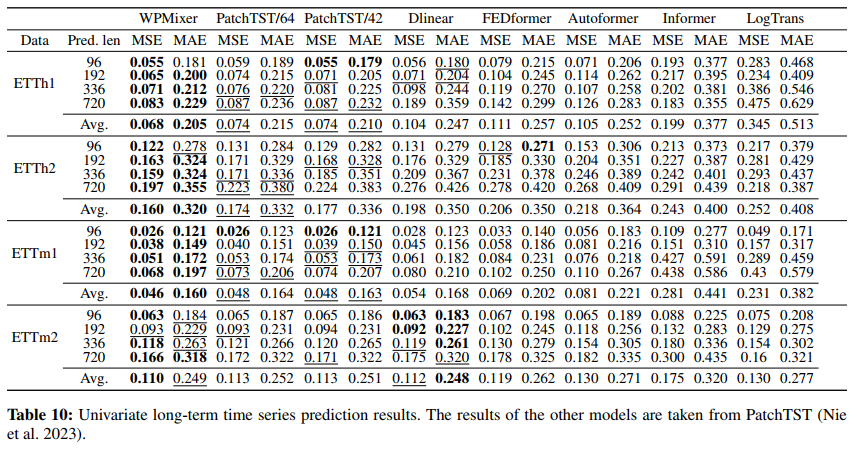 WPMixer PatchTST/64 PatchTST/42 Dlinear FEDformer Autoformer Informer LogTrans
Data Pred. len MSE MAE MSE MAE MSE MAE MSE MAE MSE MAE MSE MAE MSE MAE MSE MAE
ETTh1
96 0.055 0.181 0.059 0.189 0.055 0.179 0.056 0.180 0.079 0.215 0.071 0.206 0.193 0.377 0.283 0.468
192 0.065 0.200 0.074 0.215 0.071 0.205 0.071 0.204 0.104 0.245 0.114 0.262 0.217 0.395 0.234 0.409
336 0.071 0.212 0.076 0.220 0.081 0.225 0.098 0.244 0.119 0.270 0.107 0.258 0.202 0.381 0.386 0.546
720 0.083 0.229 0.087 0.236 0.087 0.232 0.189 0.359 0.142 0.299 0.126 0.283 0.183 0.355 0.475 0.629
Avg. 0.068 0.205 0.074 0.215 0.074 0.210 0.104 0.247 0.111 0.257 0.105 0.252 0.199 0.377 0.345 0.513
ETTh2
96 0.122 0.278 0.131 0.284 0.129 0.282 0.131 0.279 0.128 0.271 0.153 0.306 0.213 0.373 0.217 0.379
192 0.163 0.324 0.171 0.329 0.168 0.328 0.176 0.329 0.185 0.330 0.204 0.351 0.227 0.387 0.281 0.429
336 0.159 0.324 0.171 0.336 0.185 0.351 0.209 0.367 0.231 0.378 0.246 0.389 0.242 0.401 0.293 0.437
720 0.197 0.355 0.223 0.380 0.224 0.383 0.276 0.426 0.278 0.420 0.268 0.409 0.291 0.439 0.218 0.387
Avg. 0.160 0.320 0.174 0.332 0.177 0.336 0.198 0.350 0.206 0.350 0.218 0.364 0.243 0.400 0.252 0.408
ETTm1
96 0.026 0.121 0.026 0.123 0.026 0.121 0.028 0.123 0.033 0.140 0.056 0.183 0.109 0.277 0.049 0.171
192 0.038 0.149 0.040 0.151 0.039 0.150 0.045 0.156 0.058 0.186 0.081 0.216 0.151 0.310 0.157 0.317
336 0.051 0.172 0.053 0.174 0.053 0.173 0.061 0.182 0.084 0.231 0.076 0.218 0.427 0.591 0.289 0.459
720 0.068 0.197 0.073 0.206 0.074 0.207 0.080 0.210 0.102 0.250 0.110 0.267 0.438 0.586 0.43 0.579
Avg. 0.046 0.160 0.048 0.164 0.048 0.163 0.054 0.168 0.069 0.202 0.081 0.221 0.281 0.441 0.231 0.382
ETTm2
96 0.063 0.184 0.065 0.187 0.065 0.186 0.063 0.183 0.067 0.198 0.065 0.189 0.088 0.225 0.075 0.208
192 0.093 0.229 0.093 0.231 0.094 0.231 0.092 0.227 0.102 0.245 0.118 0.256 0.132 0.283 0.129 0.275
336 0.118 0.263 0.121 0.266 0.120 0.265 0.119 0.261 0.130 0.279 0.154 0.305 0.180 0.336 0.154 0.302
720 0.166 0.318 0.172 0.322 0.171 0.322 0.175 0.320 0.178 0.325 0.182 0.335 0.300 0.435 0.16 0.321
Avg. 0.110 0.249 0.113 0.252 0.113 0.251 0.112 0.248 0.119 0.262 0.130 0.271 0.175 0.320 0.130 0.277
Table 10: Univariate long-term time series prediction results. The results of the other models are taken from PatchTST (Nie
et al. 2023).